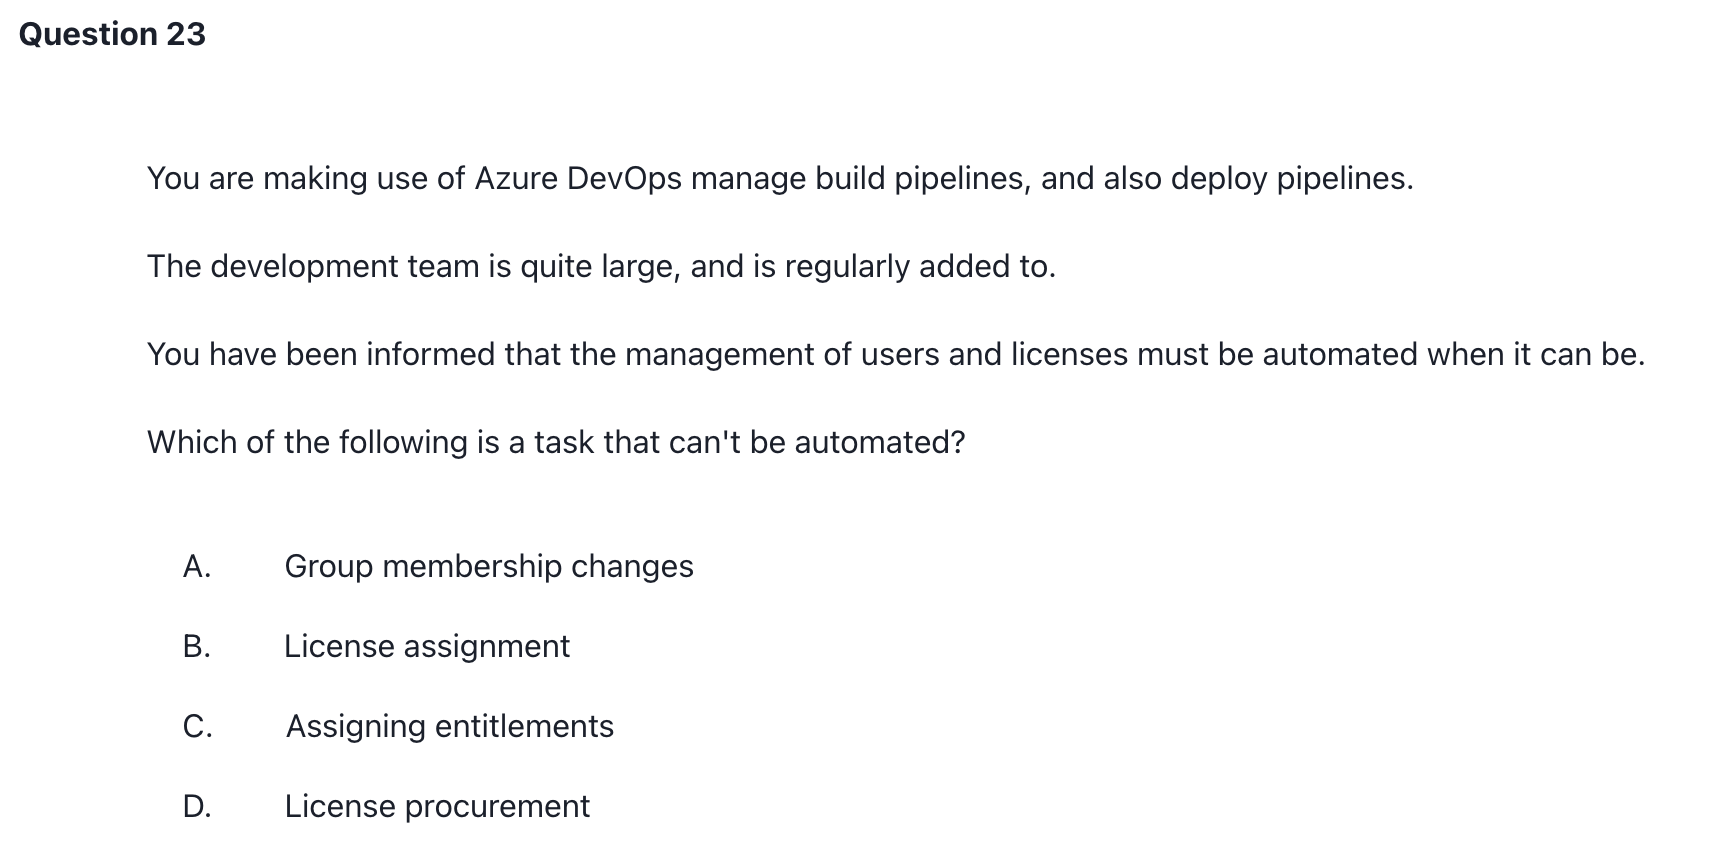 Question 23
You are making use of Azure DevOps manage build pipelines, and also deploy pipelines.
The development team is quite large, and is regularly added to.
You have been informed that the management of users and licenses must be automated when it can be.
Which of the following is a task that can't be automated?
A. Group membership changes
B. License assignment
C. Assigning entitlements
D. License procurement